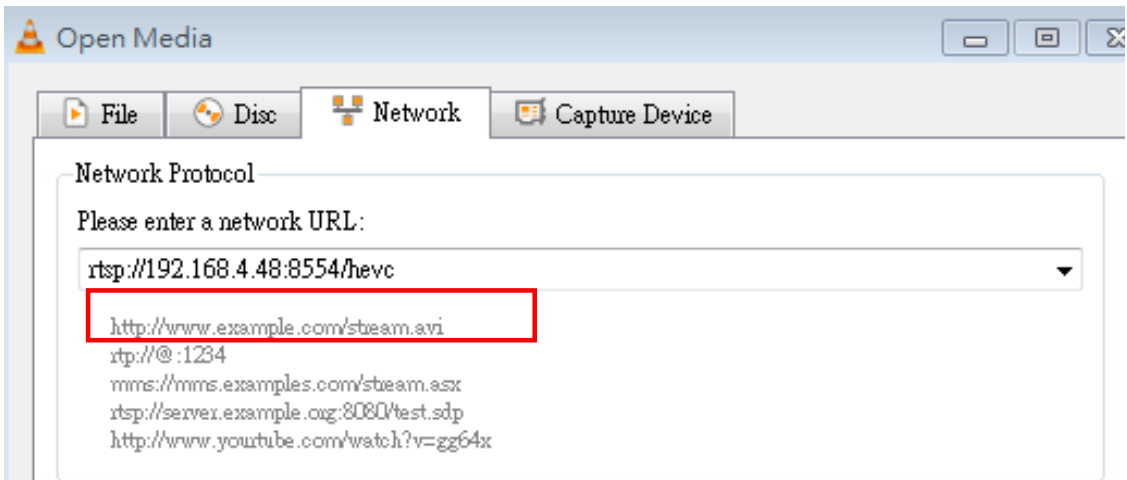 Open Media
File Disc Network Capture Device
Network Protocol
Please enter a network URL:
rtsp://192.168.4.48:8554/hevc
http://www.example.com/stream.avi
rtp://@:1234
mms://mms.examples.com/stream.asx
rtsp://server.example.org:8080/test.sdp
http://www.youtube.com/watch?v=gg64x